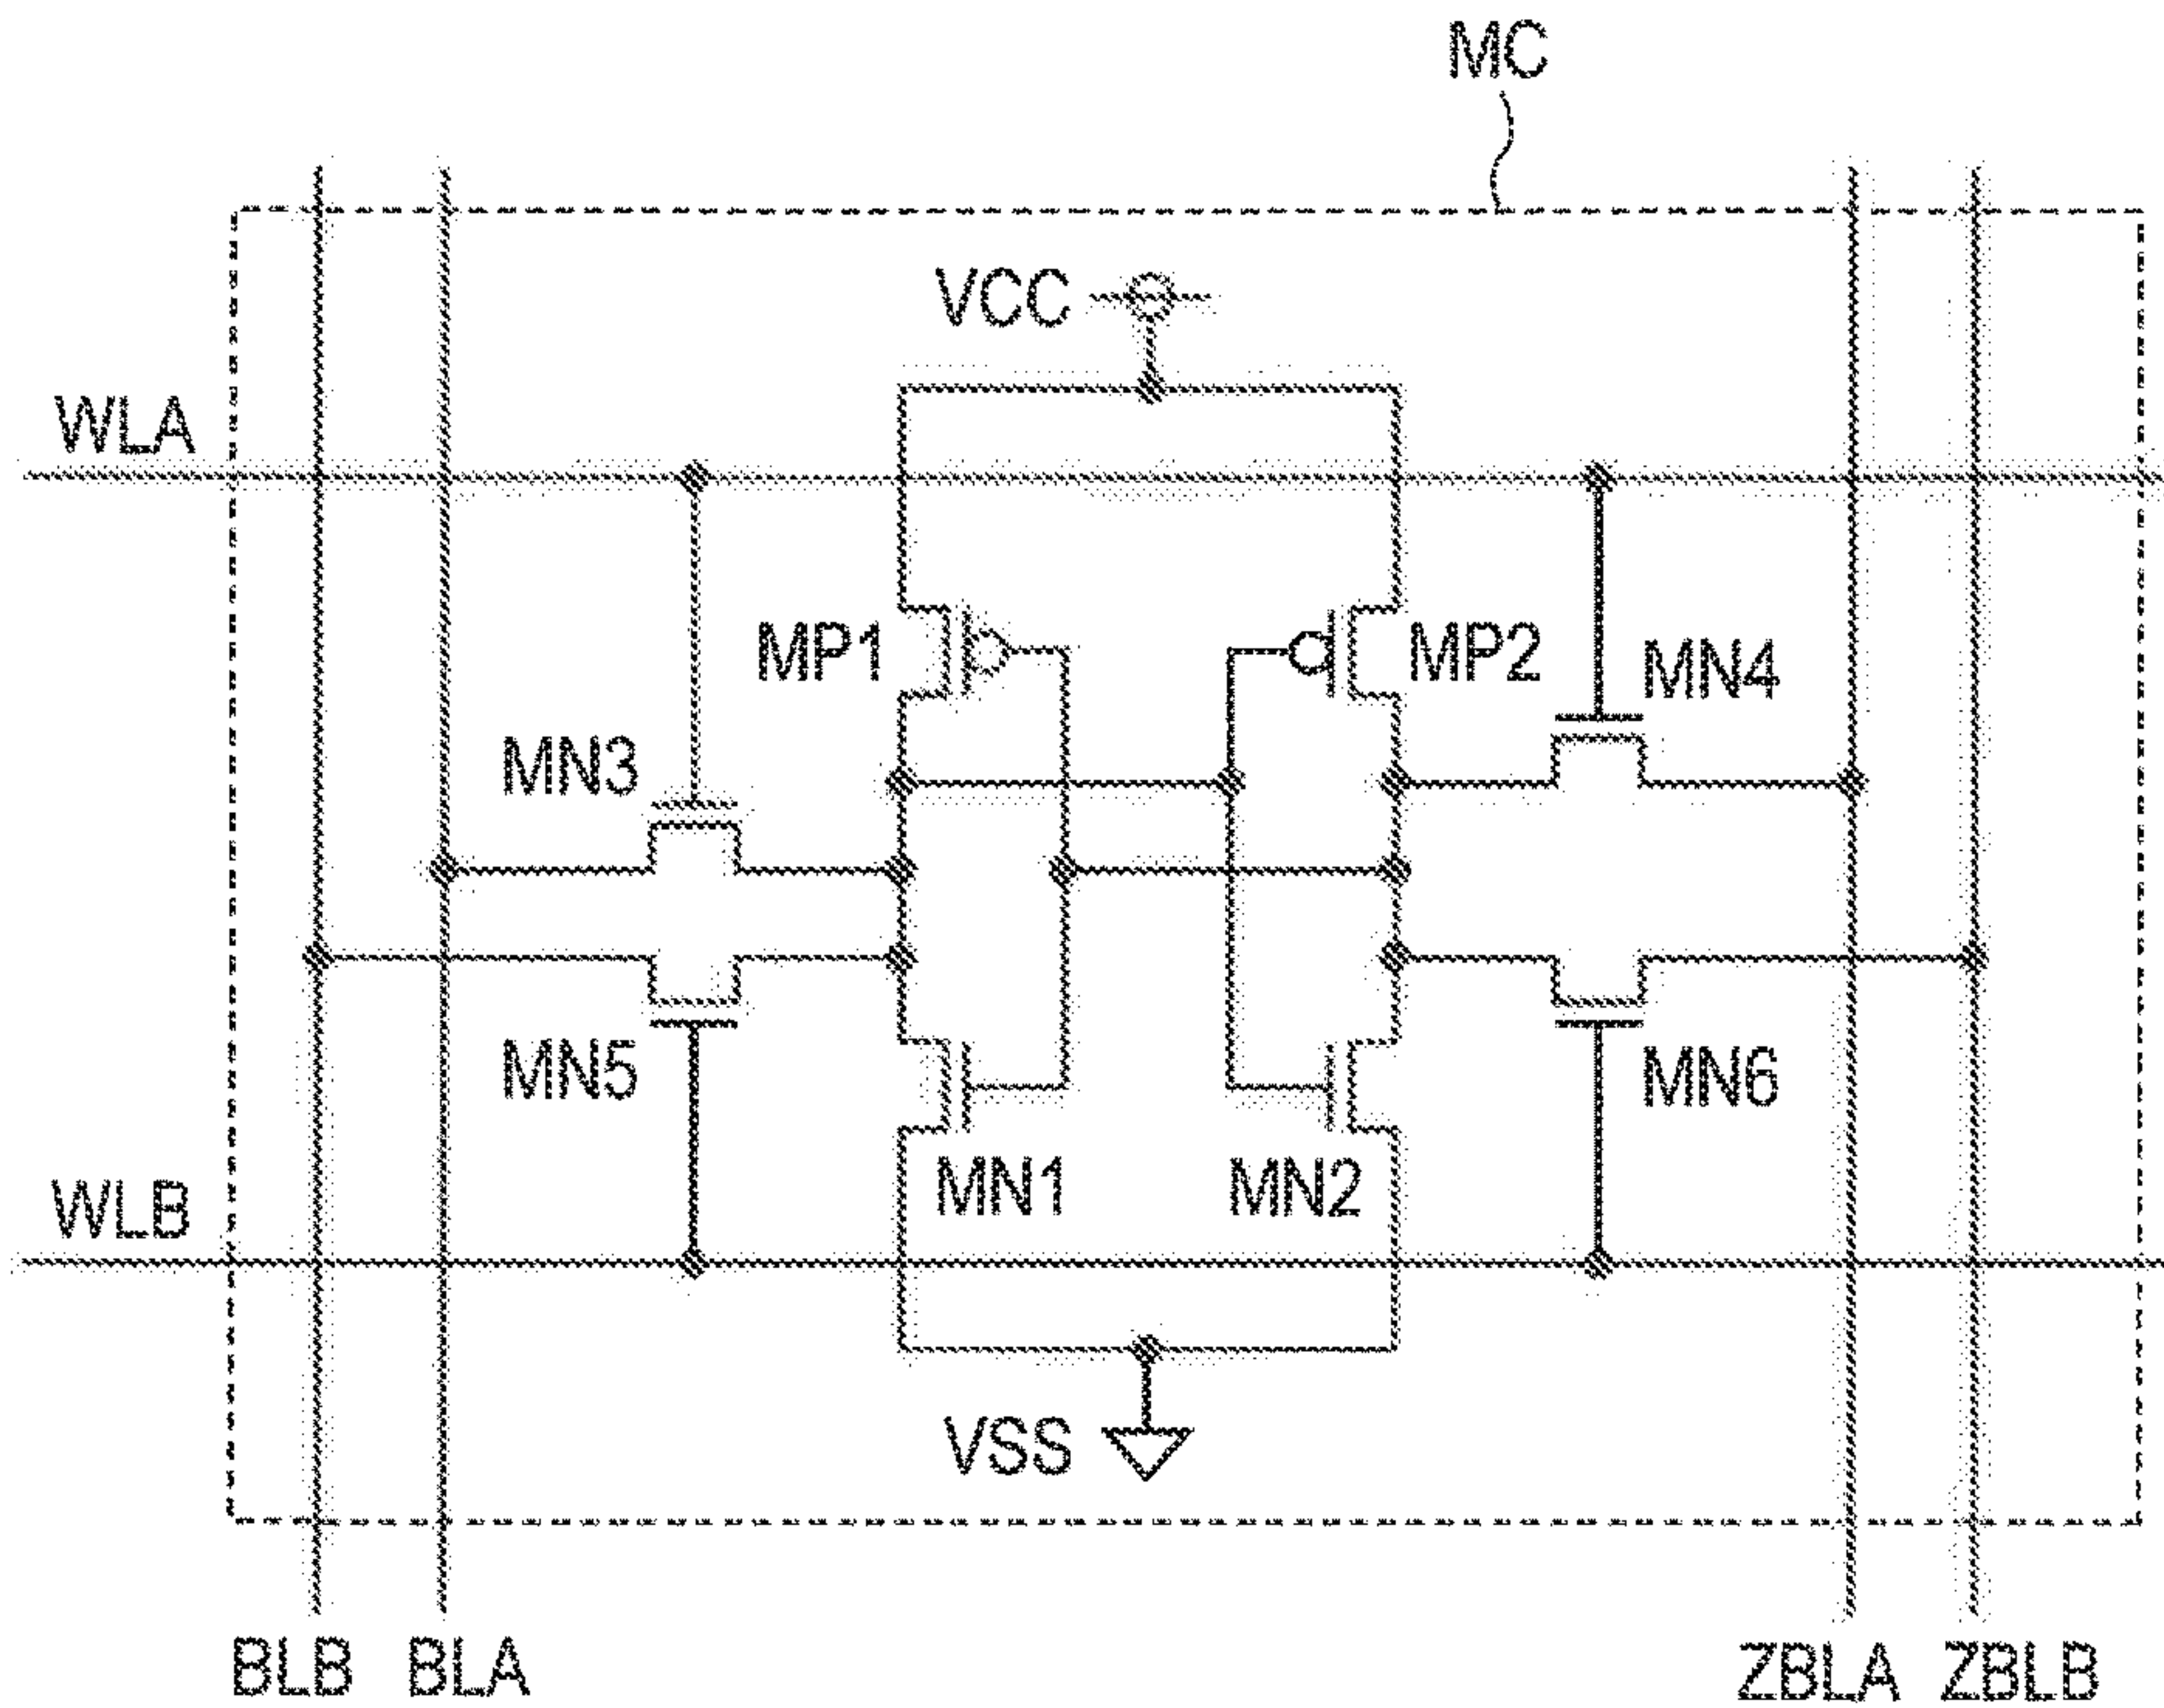 MC
VCC
WLA
MP1
MP2
MN4
MN3
MN5
MN6
MN1
MN2
WLB
VSS
BLB
BLA
ZBLA
ZBLB